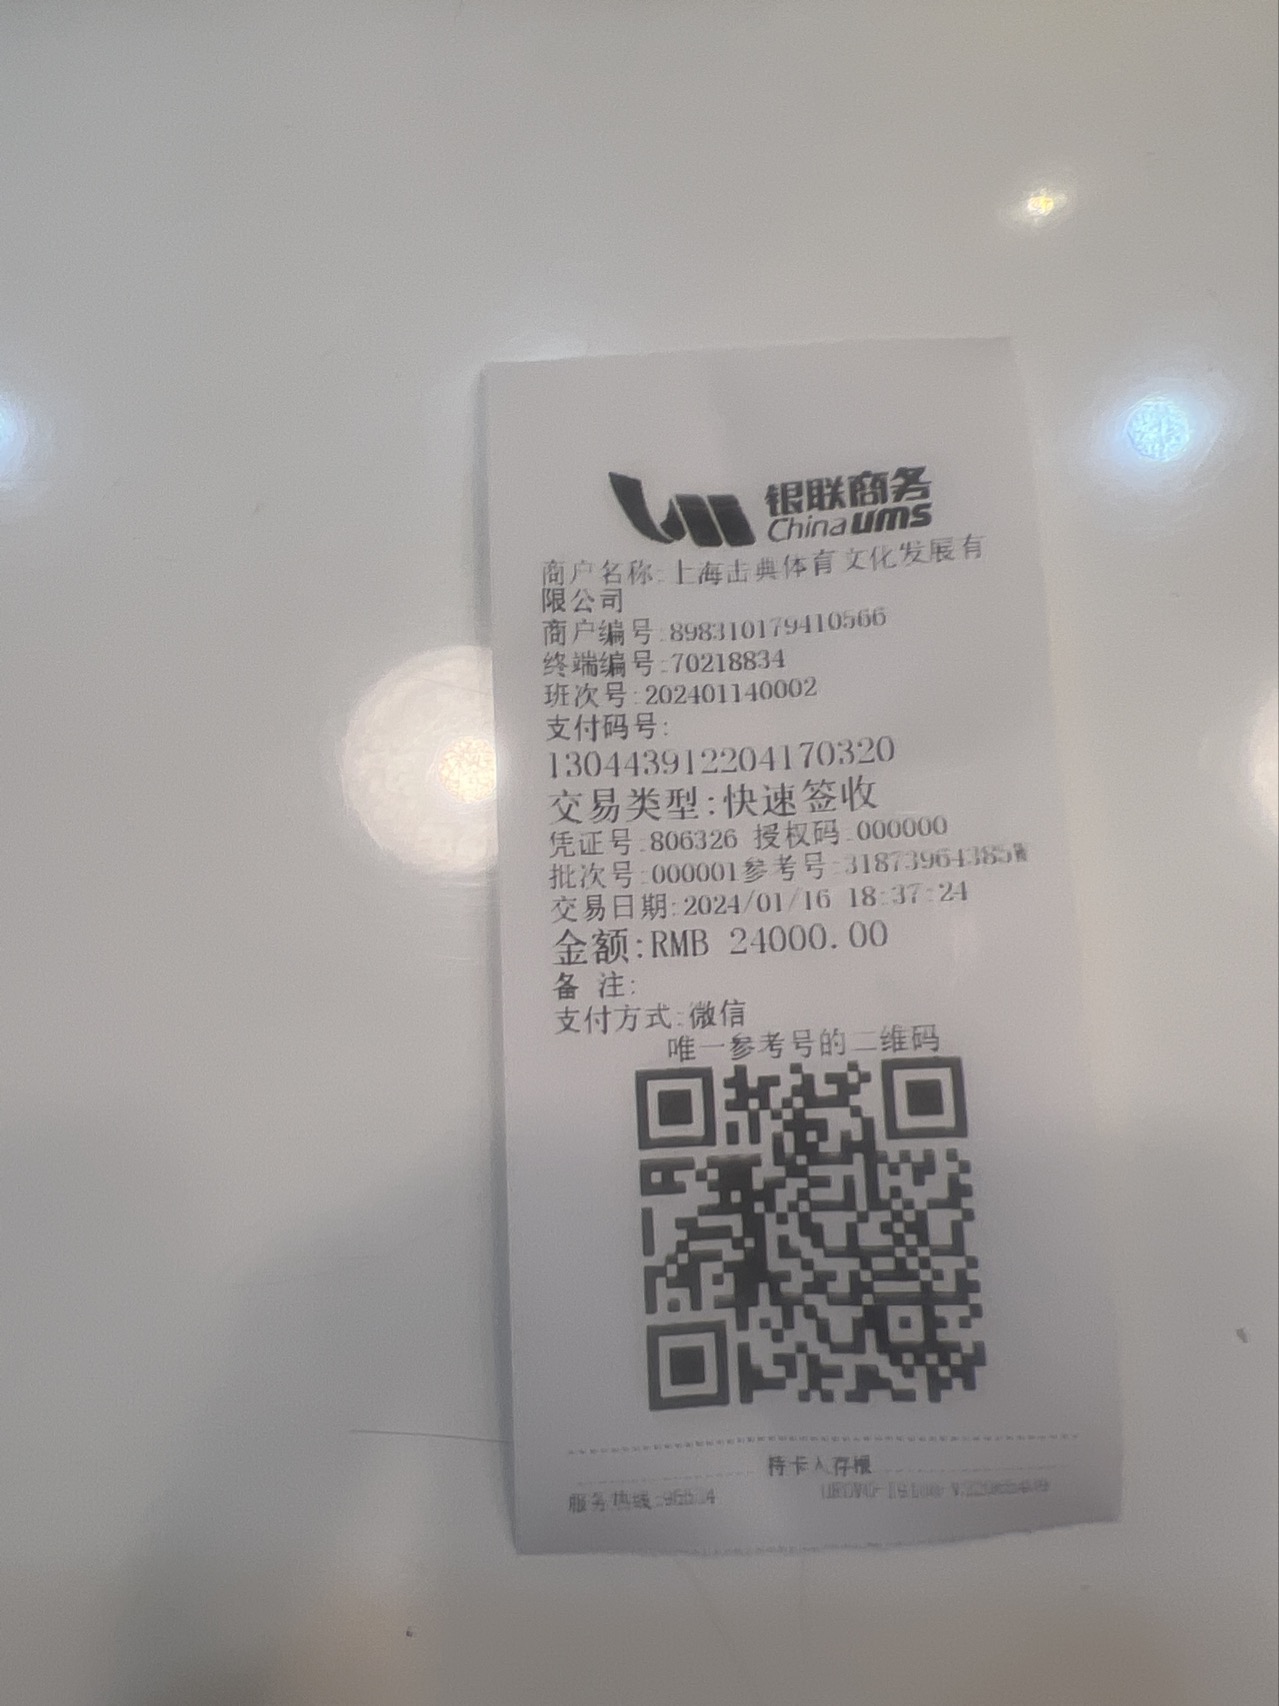 银联商务
China ums
商户名称:上海击典体育文化发展有
限公司
商户编号:898310179410566
终端编号:70218834
班次号:202401140002
支付码号:
130443912204170320
交易类型:快速签收
凭证号:806326 授权码:000000
批次号:000001参考号:31873964385
交易日期:2024/01/16 18:37:24
金额:RMB 24000.00
备 注:
支付方式:微信
唯一参考号的二维码
持卡人存根
服务热线:95534